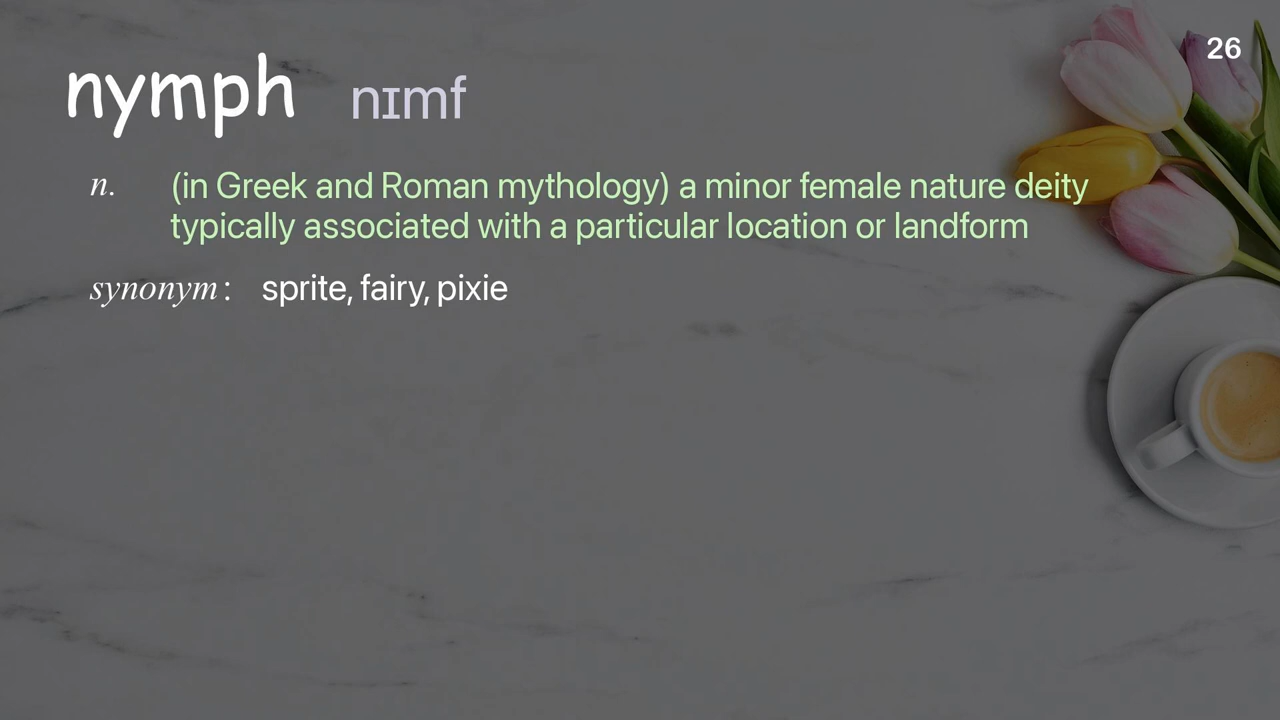 26
nymph nɪmf
n. (in Greek and Roman mythology) a minor female nature deity
typically associated with a particular location or landform
synonym : sprite, fairy, pixie